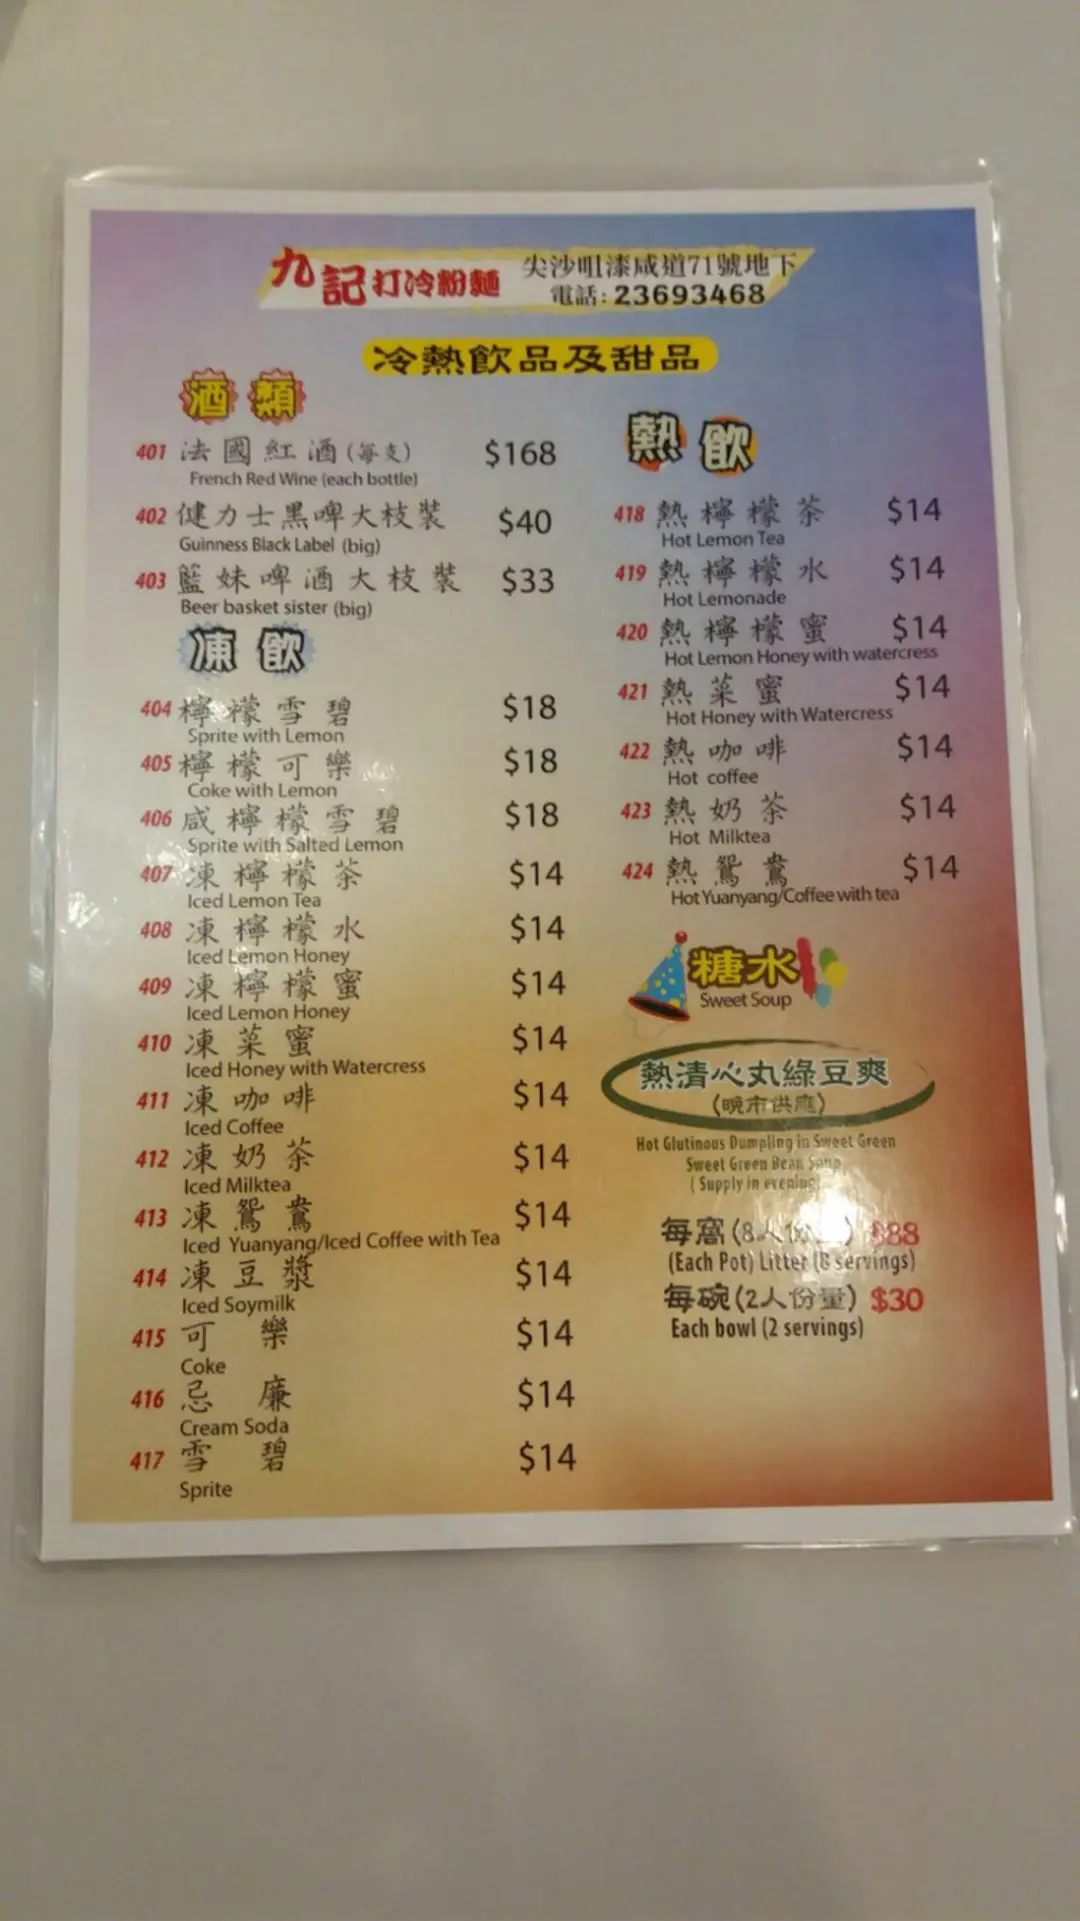 九記打冷粉麵
尖沙咀漆咸道71號地下
電話:23693468
冷熱飲品及甜品
酒類
401 法國紅酒(每支) $168
French Red Wine (each bottle)
402 健力士黑啤大枝裝 $40
Guinness Black Label (big)
403 藍妹啤酒大枝裝 $33
Beer basket sister (big)
凍飲
404 檸檬雪碧 $18
Sprite with Lemon
405 檸檬可樂 $18
Coke with Lemon
406 咸檸檬雪碧 $18
Sprite with Salted Lemon
407 凍檸檬茶 $14
Iced Lemon Tea
408 凍檸檬水 $14
Iced Lemon Honey
409 凍檸檬蜜 $14
Iced Lemon Honey
410 凍菜蜜 $14
Iced Honey with Watercress
411 凍咖啡 $14
Iced Coffee
412 凍奶茶 $14
Iced Milktea
413 凍鴛鴦 $14
Iced Yuanyang/Iced Coffee with Tea
414 凍豆漿 $14
Iced Soymilk
415 可樂 $14
Coke
416 忌廉 $14
Cream Soda
417 雪碧 $14
Sprite
熱飲
418 熱檸檬茶 $14
Hot Lemon Tea
419 熱檸檬水 $14
Hot Lemonade
420 熱檸檬蜜 $14
Hot Lemon Honey with watercress
421 熱菜蜜 $14
Hot Honey with Watercress
422 熱咖啡 $14
Hot coffee
423 熱奶茶 $14
Hot Milktea
424 熱鴛鴦 $14
Hot Yuanyang/Coffee with tea
糖水
Sweet Soup
熱清心丸綠豆爽
(晚市供應)
Hot Glutinous Dumpling in Sweet Green
Sweet Green Bean Soup
( Supply in evening)
每窩(8人份) $88
(Each Pot) Litter (8 servings)
每碗(2人份量) $30
Each bowl (2 servings)